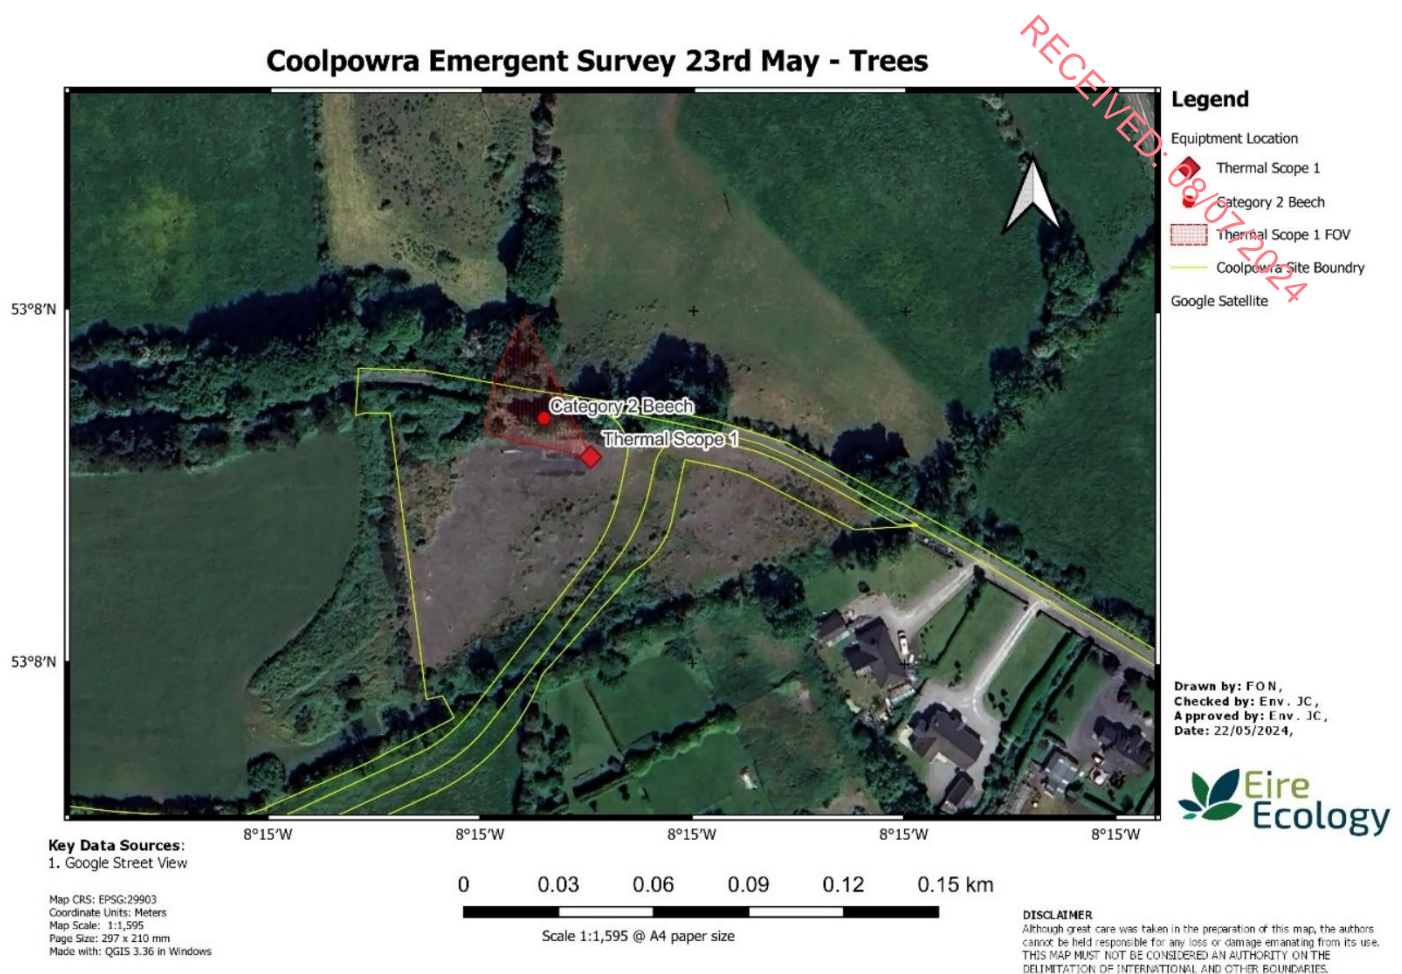 Coolpowra Emergent Survey 23rd May - Trees
RECEIVED: 08/07/2024
Legend
Equiptment Location
Thermal Scope 1
Category 2 Beech
Thermal Scope 1 FOV
Coolpowra Site Boundry
Google Satellite
53°8'N
Category 2 Beech
Thermal Scope 1
53°8'N
Drawn by: FON,
Checked by: Env. JC,
Approved by: Env. JC,
Date: 22/05/2024,
Eire
Ecology
8°15'W
8°15'W
8°15'W
8°15'W
8°15'W
Key Data Sources:
1. Google Street View
0 0.03 0.06 0.09 0.12 0.15 km
Scale 1:1,595 @ A4 paper size
Map CRS: EPSG:29903
Coordinate Units: Meters
Map Scale: 1:1,595
Page Size: 297 x 210 mm
Made with: QGIS 3.36 in Windows
DISCLAIMER
Although great care was taken in the preparation of this map, the authors
cannot be held responsible for any loss or damage emanating from its use.
THIS MAP MUST NOT BE CONSIDERED AN AUTHORITY ON THE
DELIMITATION OF INTERNATIONAL AND OTHER BOUNDARIES.